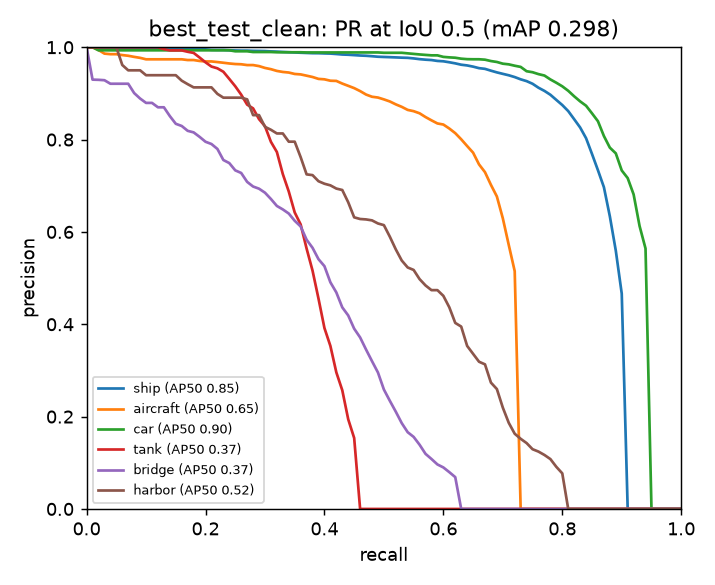 best_test_clean: PR at IoU 0.5 (mAP 0.298)
1.0
0.8
0.6
0.4
0.2
0.0
precision
ship (AP50 0.85)
aircraft (AP50 0.65)
car (AP50 0.90)
tank (AP50 0.37)
bridge (AP50 0.37)
harbor (AP50 0.52)
0.0 0.2 0.4 0.6 0.8 1.0
recall